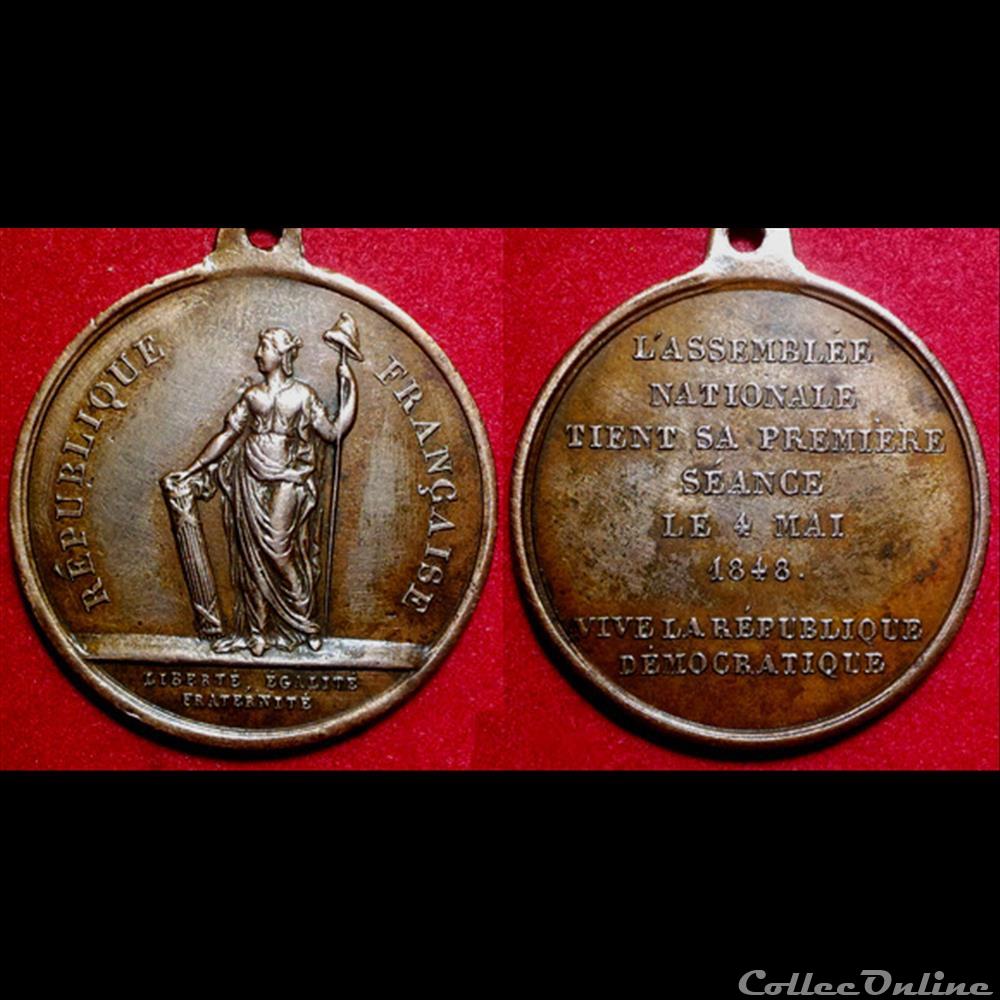 RÉPUBLIQUE FRANÇAISE
LIBERTÉ, ÉGALITÉ
FRATERNITÉ
L'ASSEMBLÉE
NATIONALE
TIENT SA PREMIÈRE
SÉANCE
LE 4 MAI
1848.
VIVE LA RÉPUBLIQUE
DÉMOCRATIQUE
CollecOnline